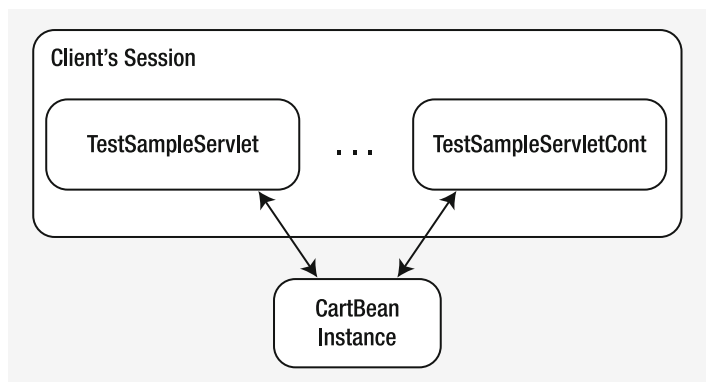 Client's Session
TestSampleServlet
...
TestSampleServletCont
CartBean
Instance